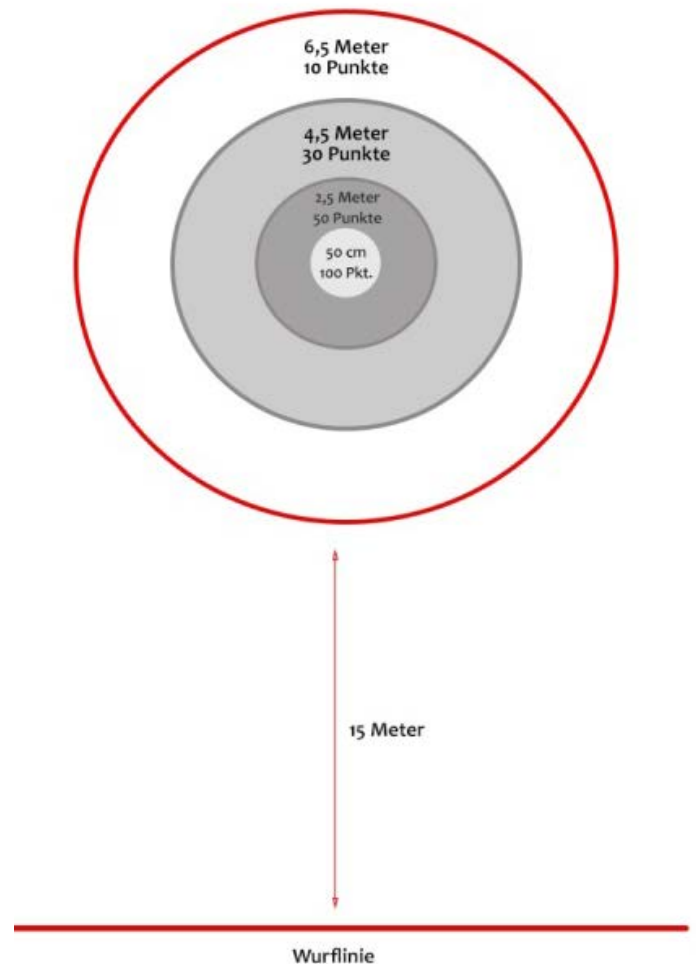 6,5 Meter
10 Punkte
4,5 Meter
30 Punkte
2,5 Meter
50 Punkte
50 cm
100 Pkt.
15 Meter
Wurflinie